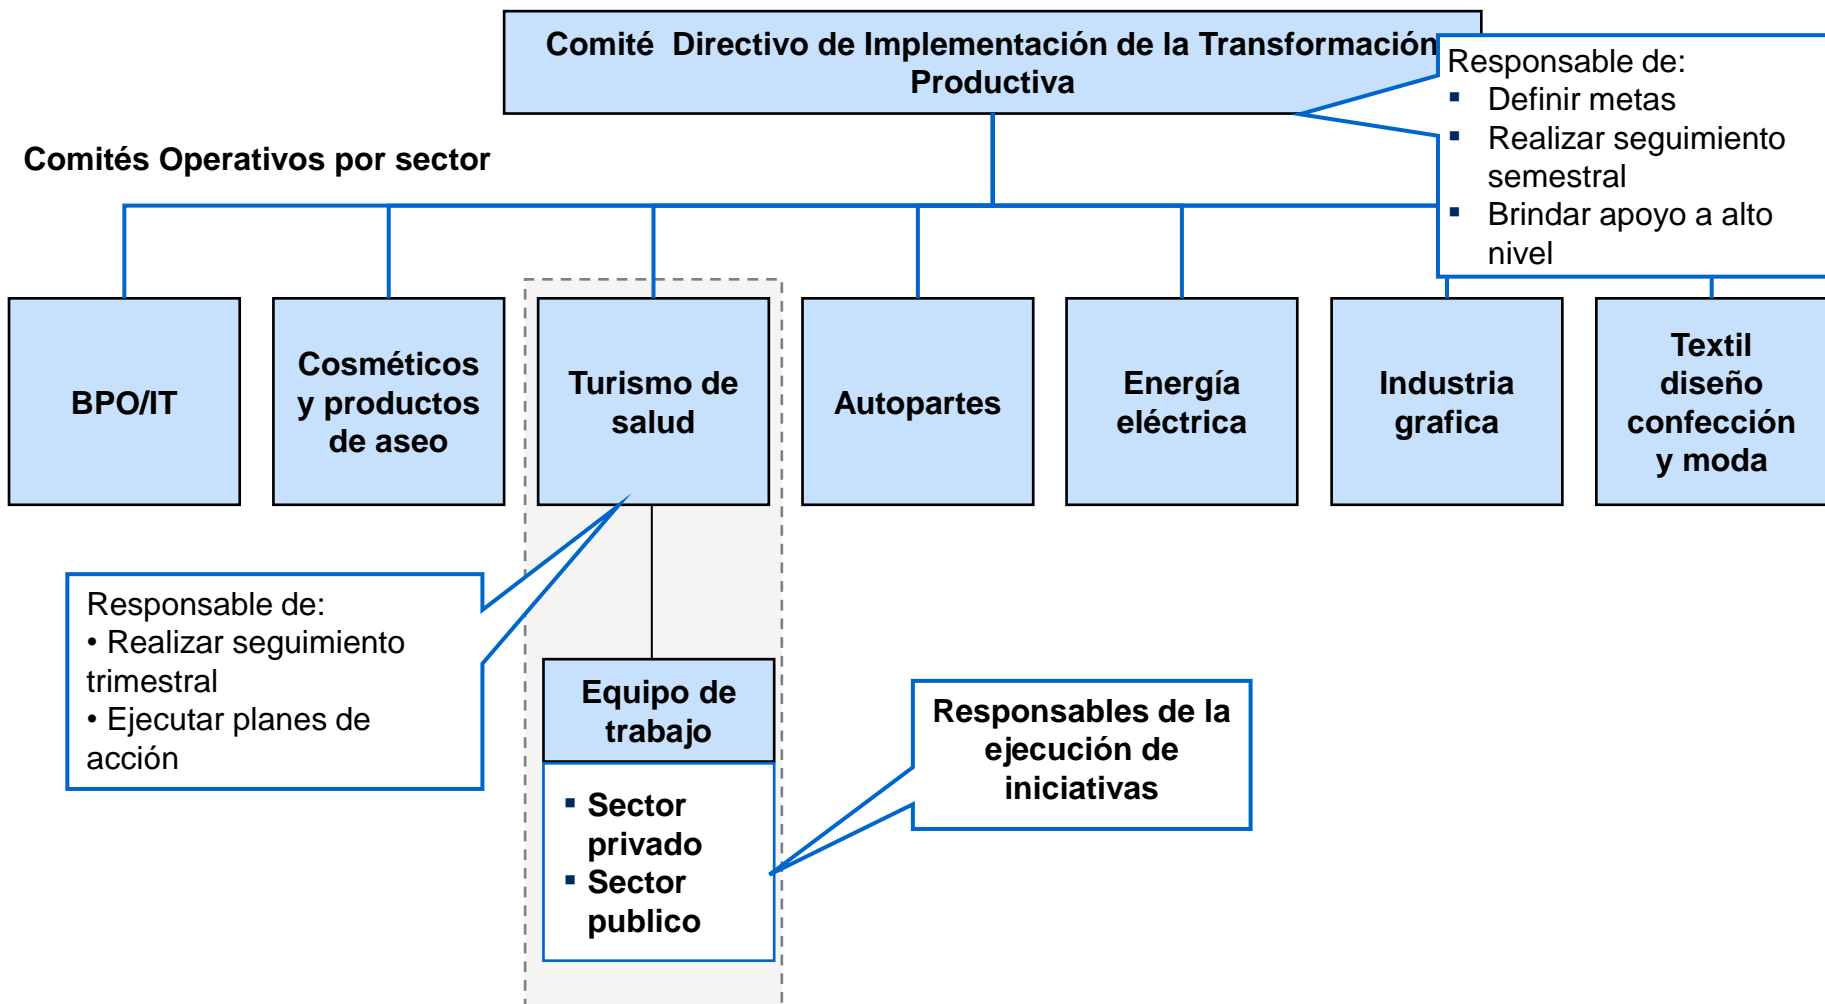 Comité  Directivo de Implementación de la Transformación
Productiva
Responsable de:
▪ Definir metas
▪ Realizar seguimiento
semestral
▪ Brindar apoyo a alto
nivel
Comités Operativos por sector
BPO/IT
Cosméticos
y productos
de aseo
Turismo de
salud
Autopartes
Energía
eléctrica
Industria
grafica
Textil
diseño
confección
y moda
Responsable de:
• Realizar seguimiento
trimestral
• Ejecutar planes de
acción
Equipo de
trabajo
▪ Sector
privado
▪ Sector
publico
Responsables de la
ejecución de
iniciativas